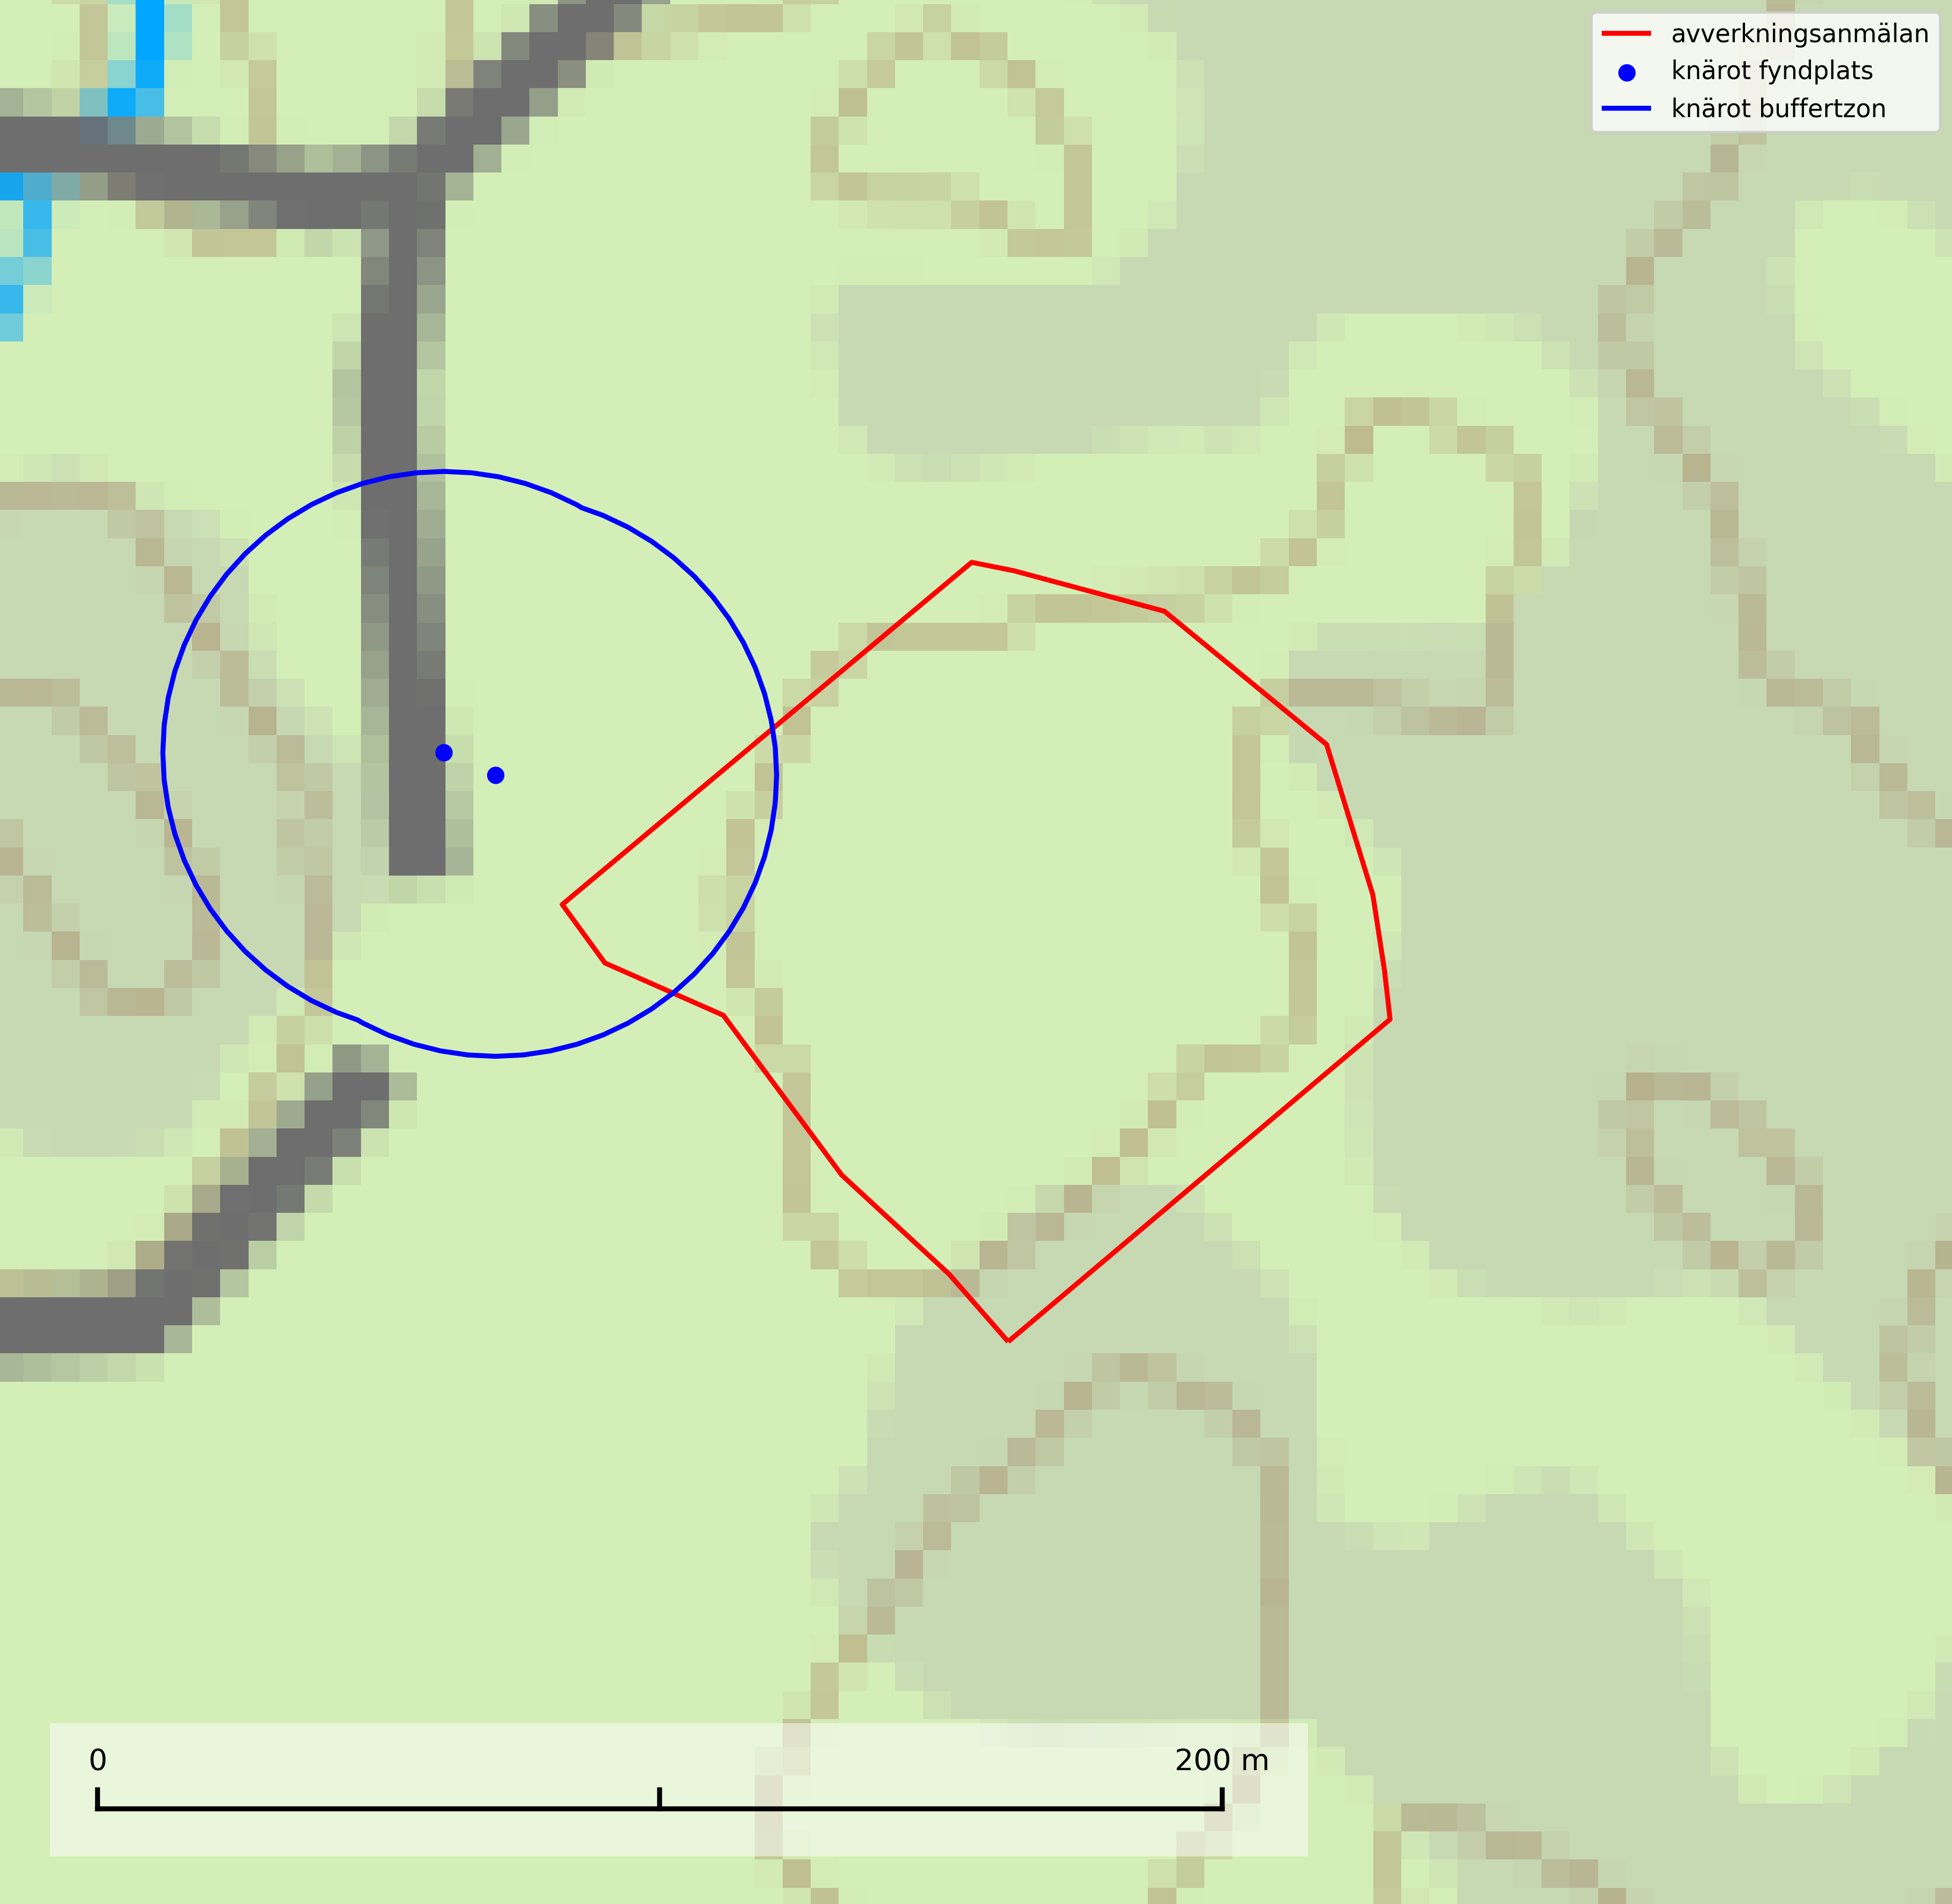 avverkningsanmälan
knärot fyndplats
knärot buffertzon
0 200 m